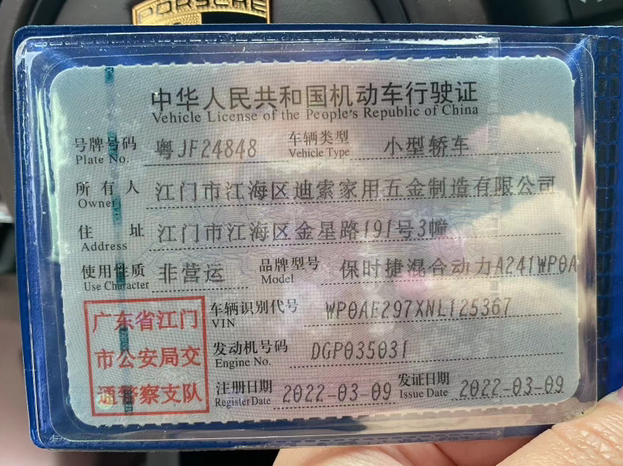 PORSCHE
中华人民共和国机动车行驶证
Vehicle License of the People's Republic of China
号牌号码 粤JF24848 车辆类型 小型轿车
Plate No. Vehicle Type
所有人 江门市江海区迪索家用五金制造有限公司
Owner
住址 江门市江海区金星路191号3幢
Address
使用性质 非营运 品牌型号 保时捷混合动力A241WP0A
Use Character Model
广东省江门
市公安局交
通警察支队
车辆识别代号 WP0AE297XNL125367
VIN
发动机号码 DGP035031
Engine No.
注册日期 2022-03-09 发证日期 2022-03-09
Register Date Issue Date